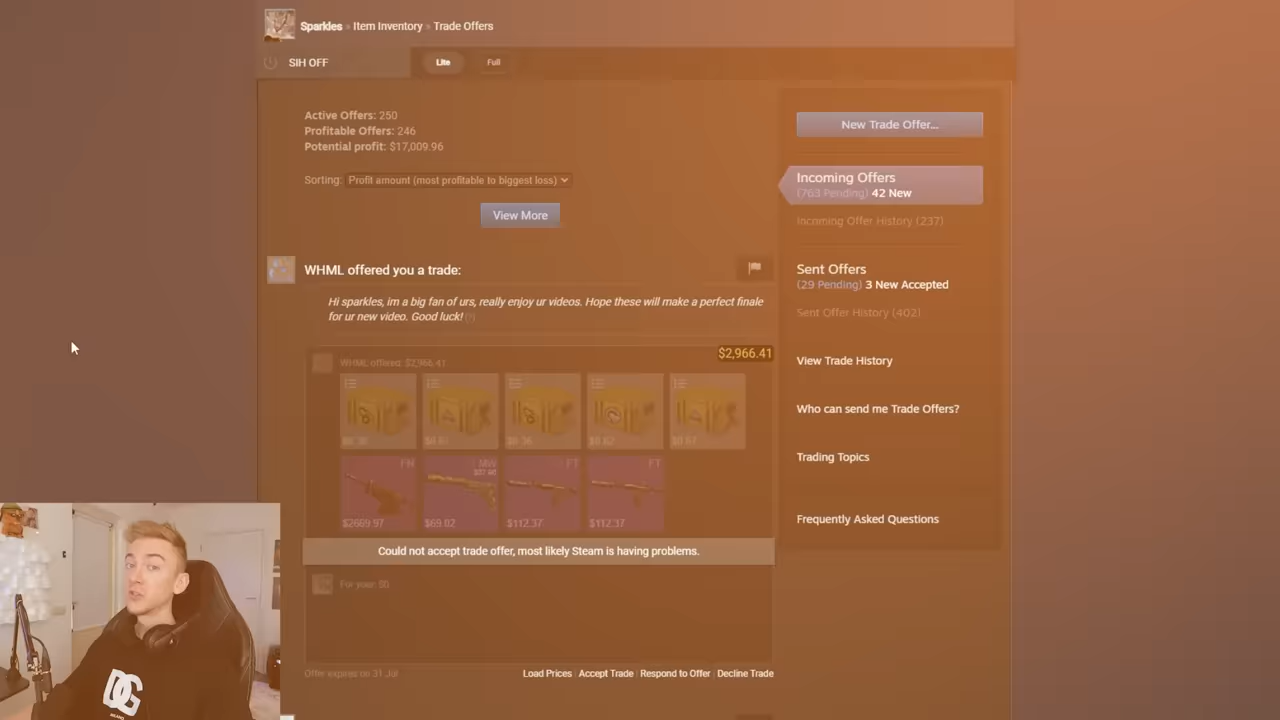 Sparkles » Item Inventory » Trade Offers
SIH OFF
Lite
Full
Active Offers: 250
Profitable Offers: 246
Potential profit: $17,009.96
Sorting: Profit amount (most profitable to biggest loss)
View More
WHML offered you a trade:
Hi sparkles, im a big fan of urs, really enjoy ur videos. Hope these will make a perfect finale
for ur new video. Good luck! (?)
WHML offered: $2,966.41
$2,966.41
FN
MW
FT
FT
$2669.97
$69.02
$112.37
$112.37
Could not accept trade offer, most likely Steam is having problems.
For your: $0
Offer expires on 31 Jul
Load Prices | Accept Trade | Respond to Offer | Decline Trade
New Trade Offer...
Incoming Offers
(763 Pending) 42 New
Incoming Offer History (237)
Sent Offers
(29 Pending) 3 New Accepted
Sent Offer History (402)
View Trade History
Who can send me Trade Offers?
Trading Topics
Frequently Asked Questions
DG
MILANO